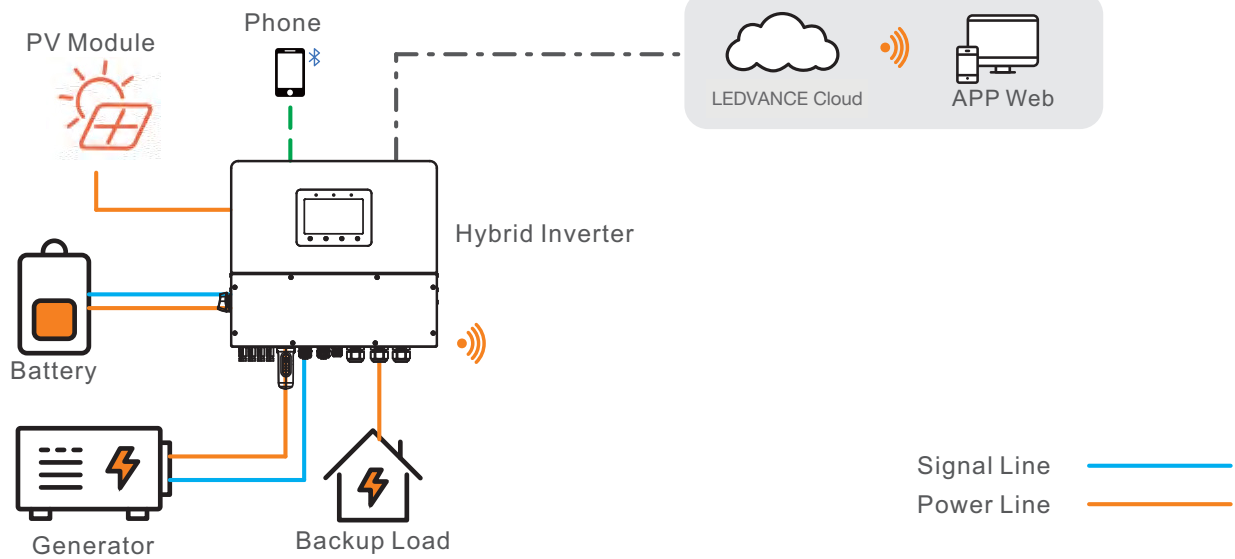 Phone
PV Module
LEDVANCE Cloud
APP Web
Hybrid Inverter
Battery
Signal Line
Power Line
Generator
Backup Load